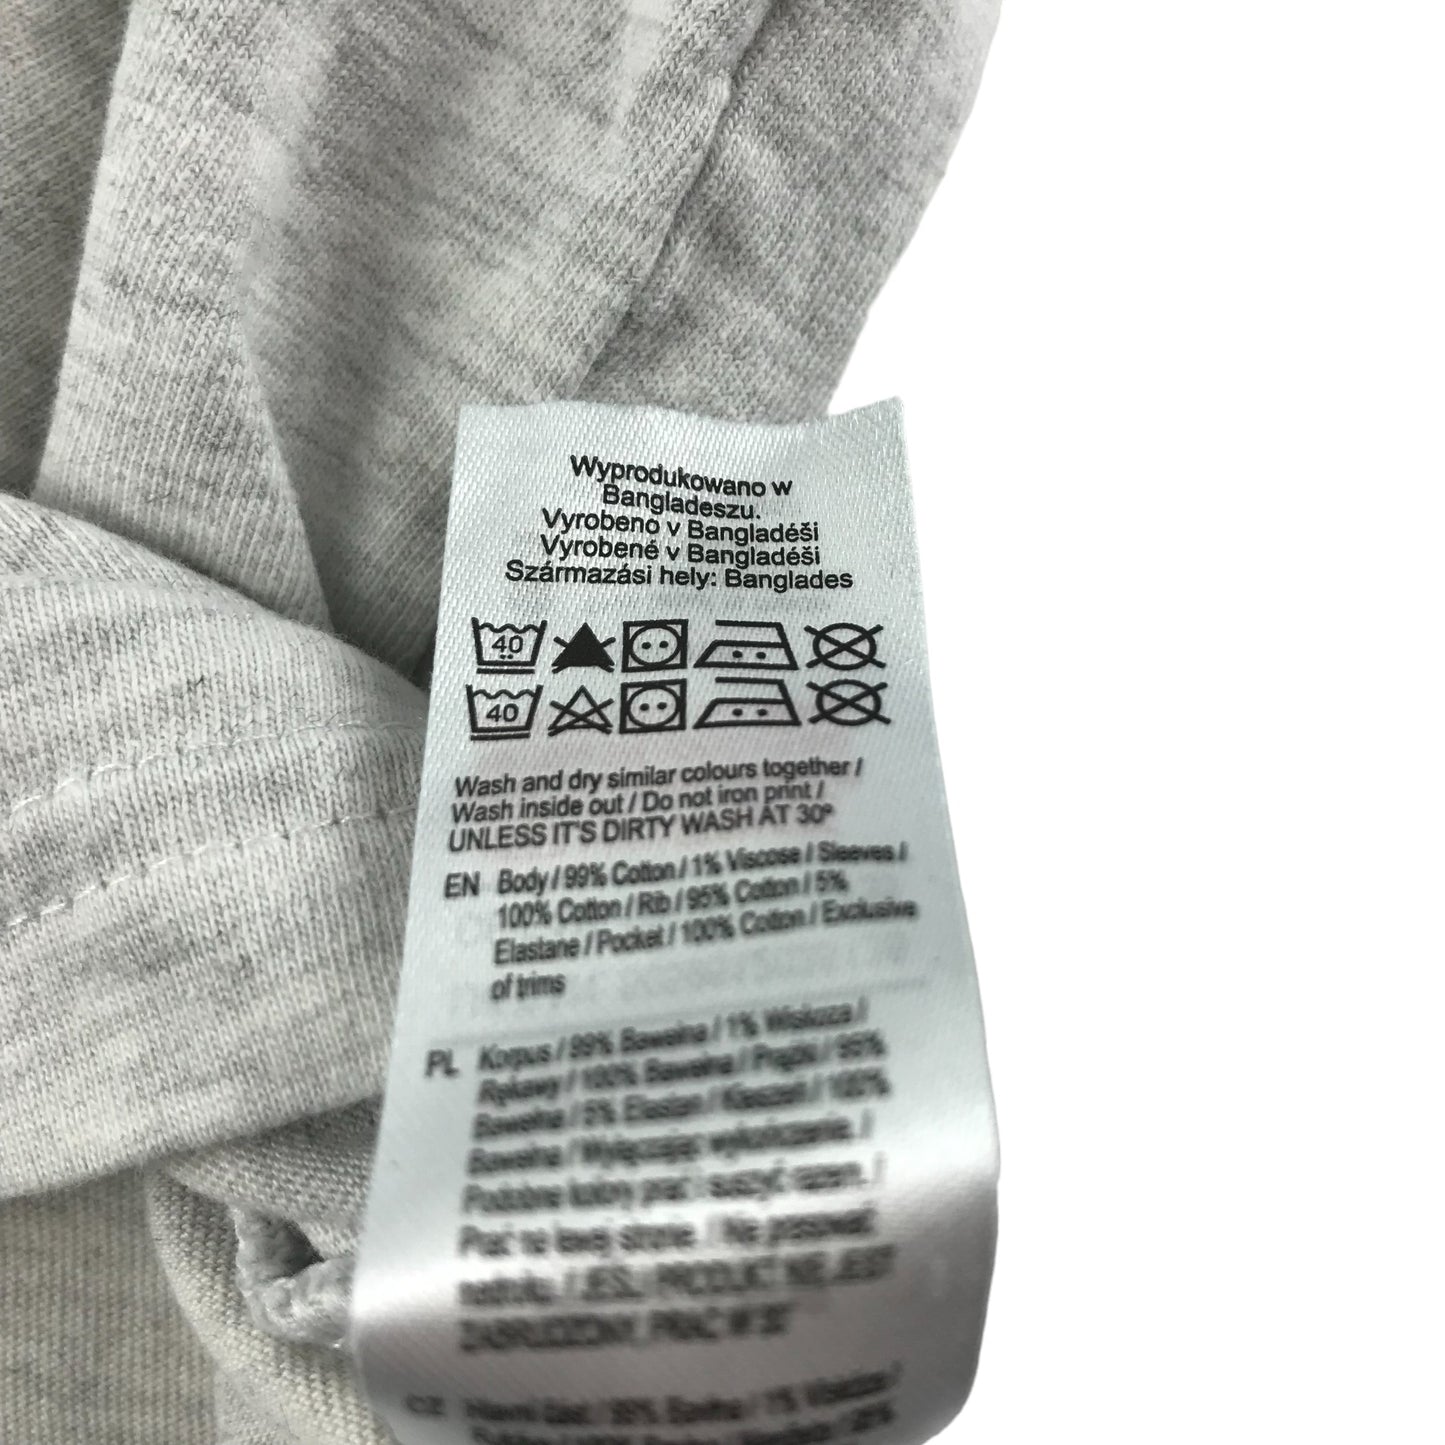 Wyprodukowano w
Bangladeszu.
Vyrobeno v Bangladéši
Vyrobené v Bangladéši
Származási hely: Banglades
40
40
Wash and dry similar colours together /
Wash inside out / Do not iron print /
UNLESS IT'S DIRTY WASH AT 30º
EN Body / 99% Cotton / 1% Viscose / Sleeves /
100% Cotton / Rib / 95% Cotton / 5%
Elastane / Pocket / 100% Cotton / Exclusive
of trims
PL Korpus / 99% Bawełna / 1% Wiskoza /
Rękawy / 100% Bawełna / Prążki / 95%
Bawełna / 5% Elastan / Kieszeń / 100%
Bawełna / Wyłączając wykończenie. /
Podobne kolory prać i suszyć razem. /
Prać na lewej stronie. / Nie prasować
nadruku. / JEŚLI PRODUKT NIE JEST
ZABRUDZONY, PRAĆ W
CZ